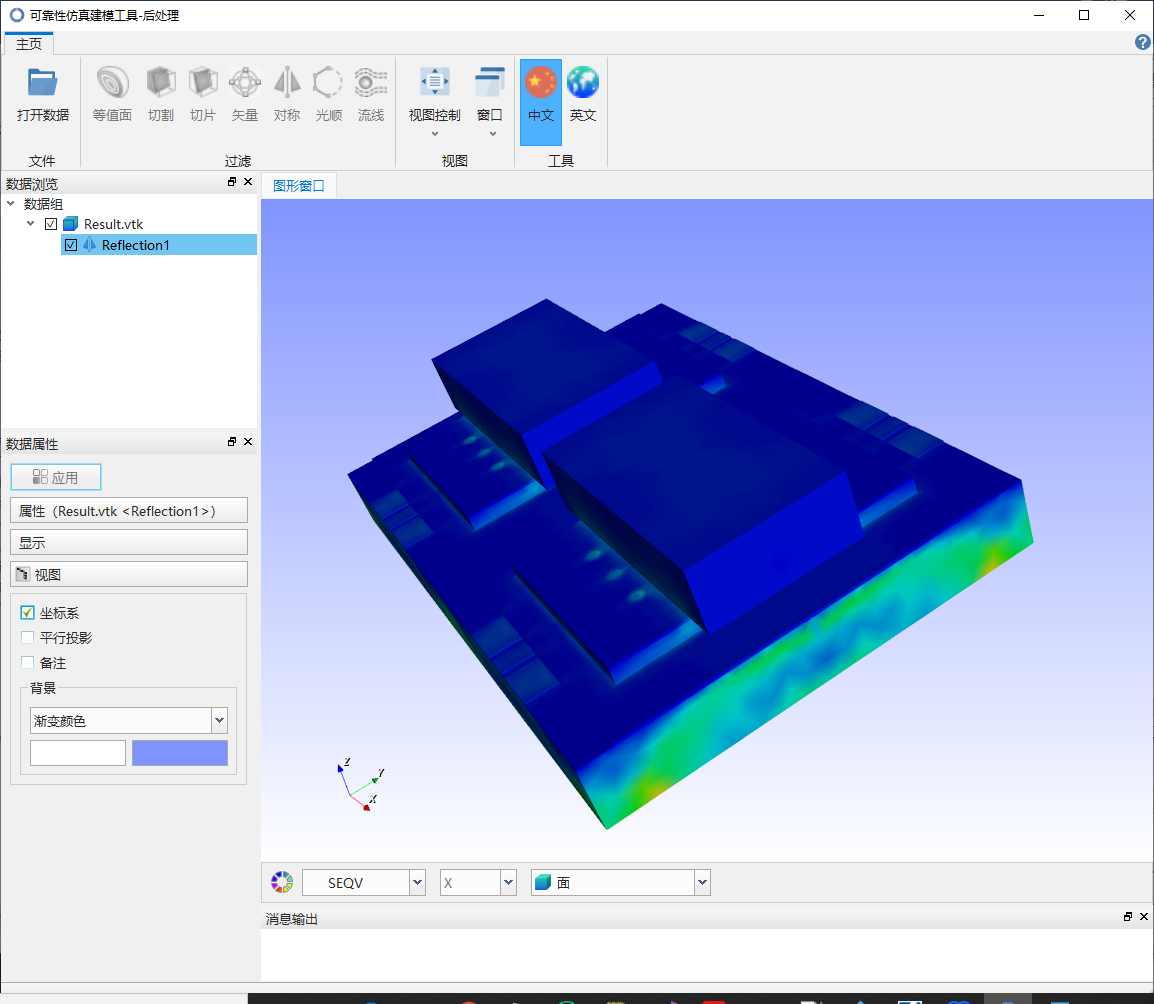 可靠性仿真建模工具-后处理
主页
打开数据
等值面
切割
切片
矢量
对称
光顺
流线
视图控制
窗口
中文
英文
文件
过滤
视图
工具
数据浏览
图形窗口
数据组
Result.vtk
Reflection1
数据属性
应用
属性（Result.vtk <Reflection1>）
显示
视图
坐标系
平行投影
备注
背景
渐变颜色
Z
Y
X
SEQV
X
面
消息输出